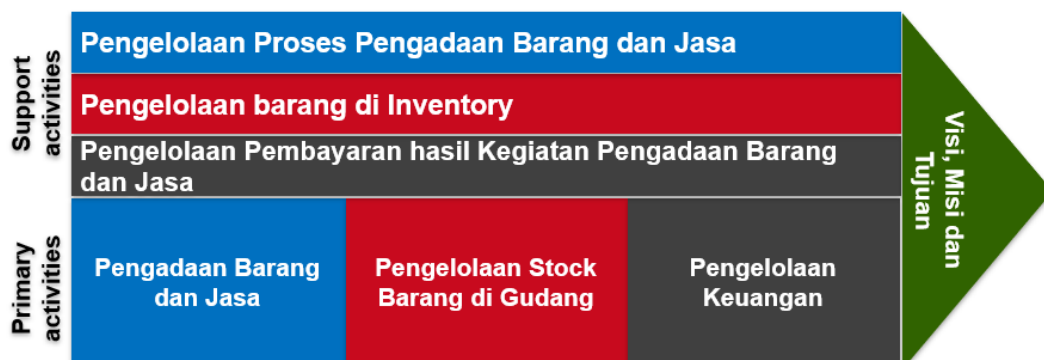 Support
activities
Pengelolaan Proses Pengadaan Barang dan Jasa
Pengelolaan barang di Inventory
Pengelolaan Pembayaran hasil Kegiatan Pengadaan Barang
dan Jasa
Primary
activities
Pengadaan Barang
dan Jasa
Pengelolaan Stock
Barang di Gudang
Pengelolaan
Keuangan
Visi, Misi dan
Tujuan